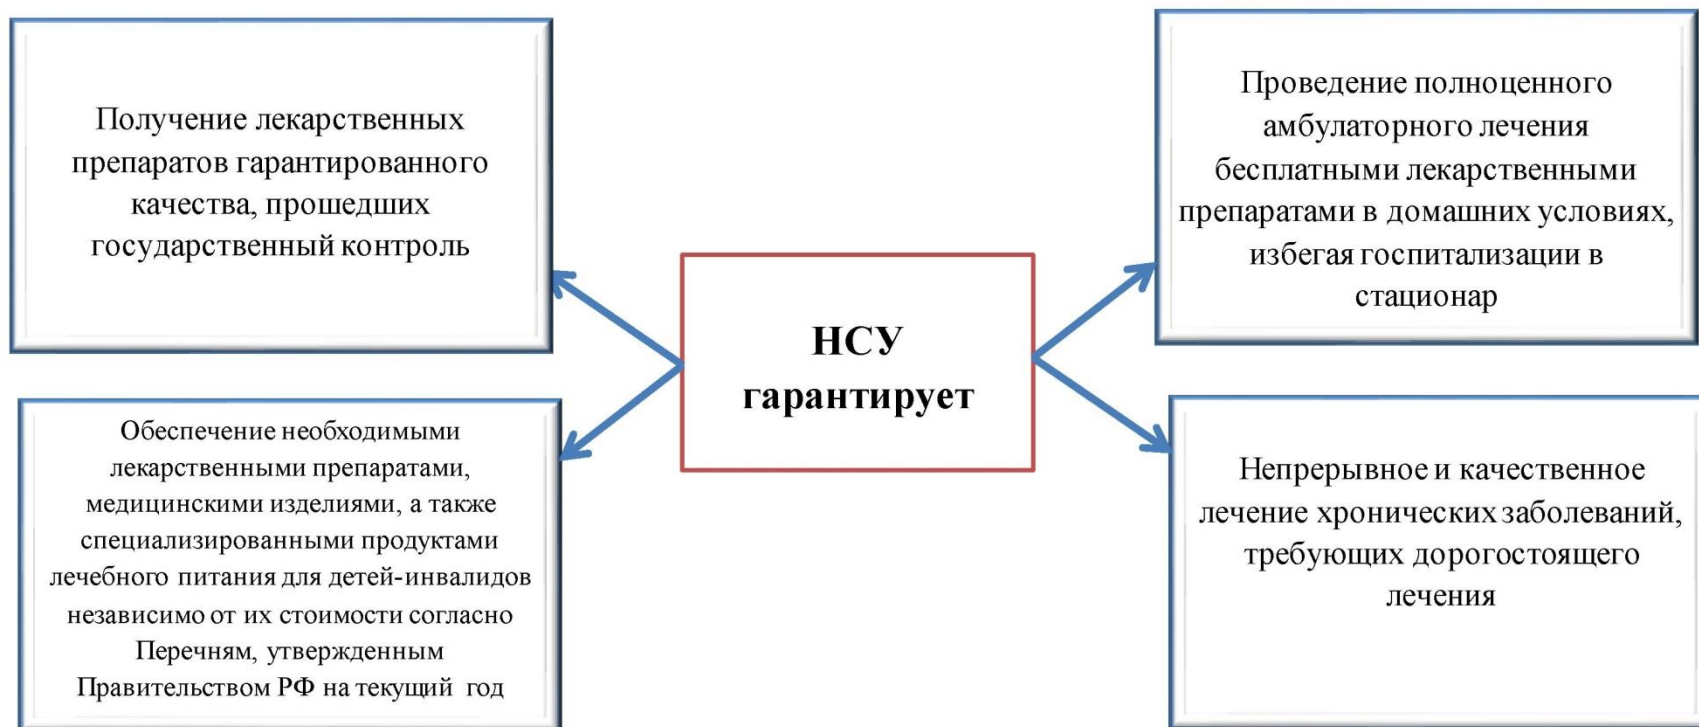 Получение лекарственных
препаратов гарантированного
качества, прошедших
государственный контроль
Обеспечение необходимыми
лекарственными препаратами,
медицинскими изделиями, а также
специализированными продуктами
лечебного питания для детей-инвалидов
независимо от их стоимости согласно
Перечням, утвержденным
Правительством РФ на текущий год
НСУ
гарантирует
Проведение полноценного
амбулаторного лечения
бесплатными лекарственными
препаратами в домашних условиях,
избегая госпитализации в
стационар
Непрерывное и качественное
лечение хронических заболеваний,
требующих дорогостоящего
лечения